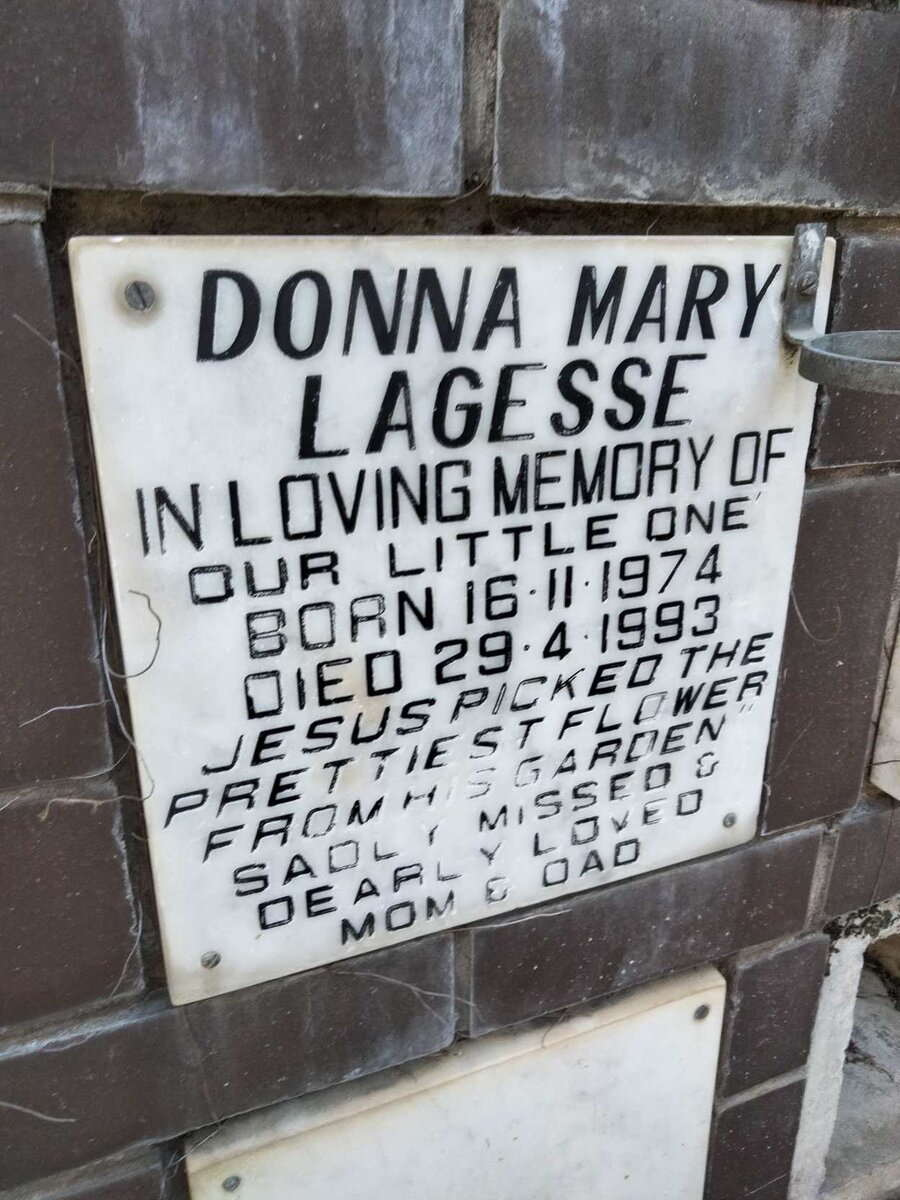 DONNA MARY
LAGESSE
IN LOVING MEMORY OF
OUR LITTLE ONE'
BORN 16·11·1974
DIED 29·4·1993
JESUS PICKED THE
PRETTIEST FLOWER
FROM HIS GARDEN"
SADLY MISSED &
DEARLY LOVED
MOM & DAD